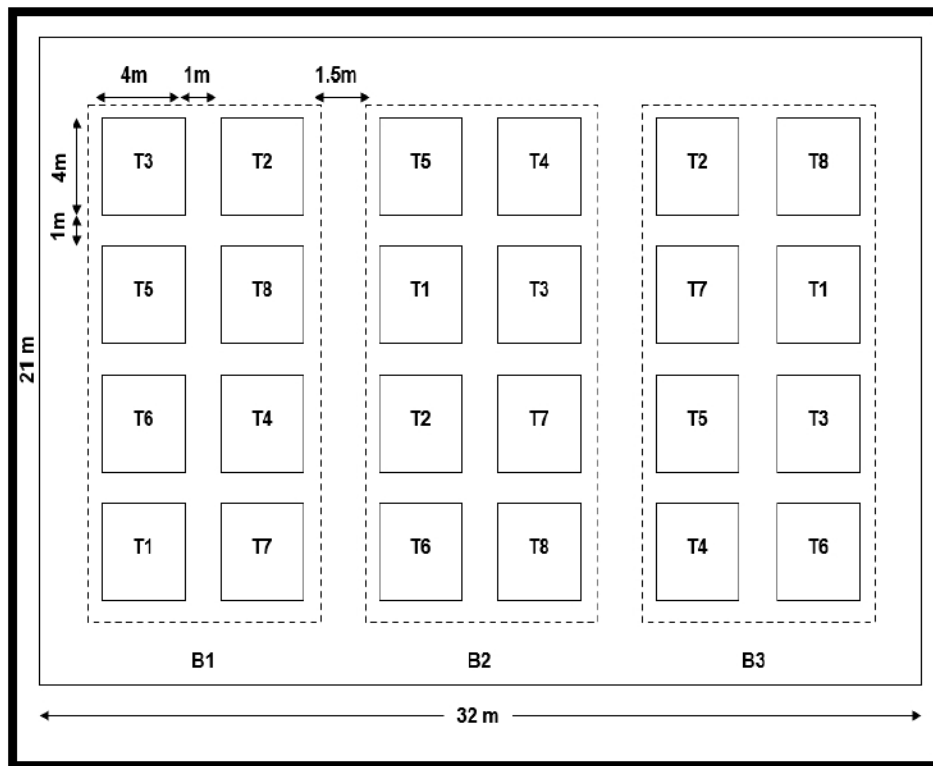 4m 1m 1.5m
4m
1m
21 m
T3 T2 T5 T4 T2 T8
T5 T8 T1 T3 T7 T1
T6 T4 T2 T7 T5 T3
T1 T7 T6 T8 T4 T6
B1 B2 B3
32 m